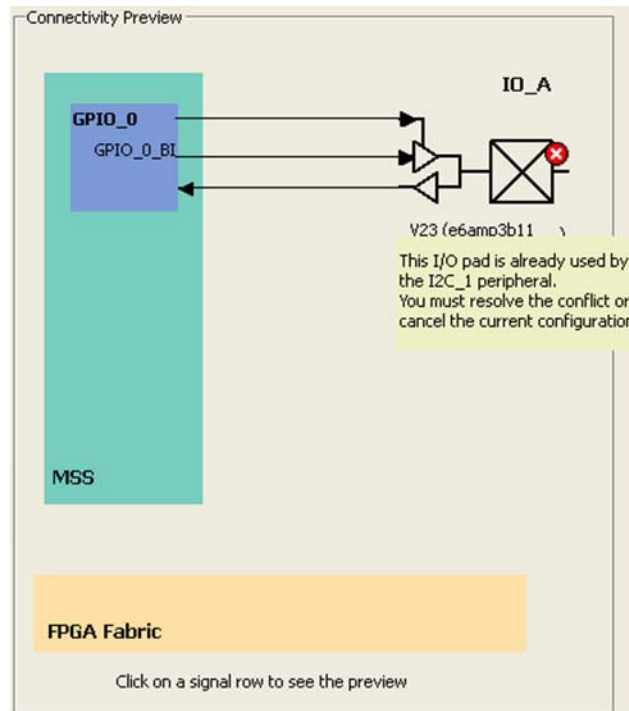 Connectivity Preview
IO_A
GPIO_0
GPIO_0_BI
V23 (e6amp3b11 )
This I/O pad is already used by
the I2C_1 peripheral.
You must resolve the conflict or
cancel the current configuration
MSS
FPGA Fabric
Click on a signal row to see the preview